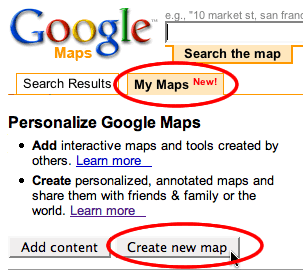 Google™
Maps
e.g., "10 market st, san franc
Search the map
Search Results
My Maps New!
Personalize Google Maps
• Add interactive maps and tools created by
others. Learn more
• Create personalized, annotated maps and
share them with friends & family or the
world. Learn more
Add content
Create new map